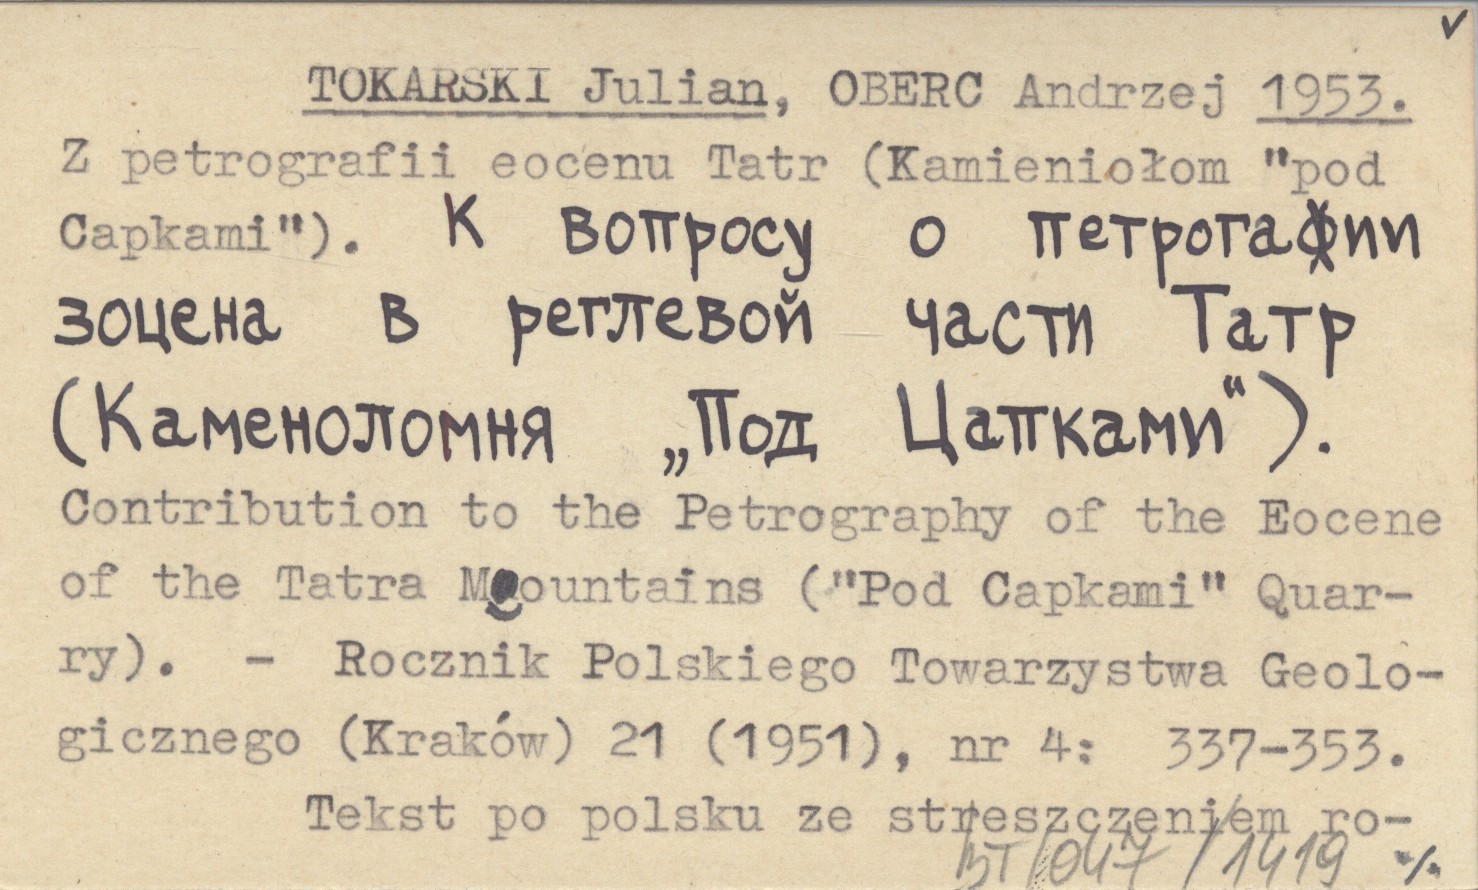 ✓
TOKARSKI Julian, OBERC Andrzej 1953.
Z petrografii eocenu Tatr (Kamieniołom "pod
Capkami"). К вопросу о петрогафии
зоцена в реглевой части Татр
(Каменоломня „Под Цапками“).
Contribution to the Petrography of the Eocene
of the Tatra Mountains ("Pod Capkami" Quar-
ry). - Rocznik Polskiego Towarzystwa Geolo-
gicznego (Kraków) 21 (1951), nr 4: 337-353.
Tekst po polsku ze streszczeniem ro-
BT/047/1419 ./.